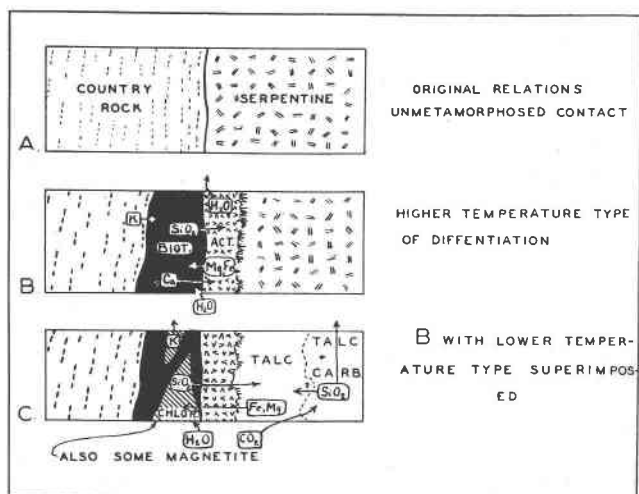 COUNTRY
ROCK
SERPENTINE
A.
ORIGINAL RELATIONS
UNMETAMORPHOSED CONTACT
K
H₂O
SiO₂
BIOT.
ACT.
Mg Fe
Ca
B
H₂O
HIGHER TEMPERATURE TYPE
OF DIFFENTIATION
K
TALC
TALC
+
CARB.
SiO₂
SiO₂
CHLOR.
Fe, Mg
C.
H₂O
CO₂
ALSO SOME MAGNETITE
B WITH LOWER TEMPER-
ATURE TYPE SUPERIMPOS-
ED